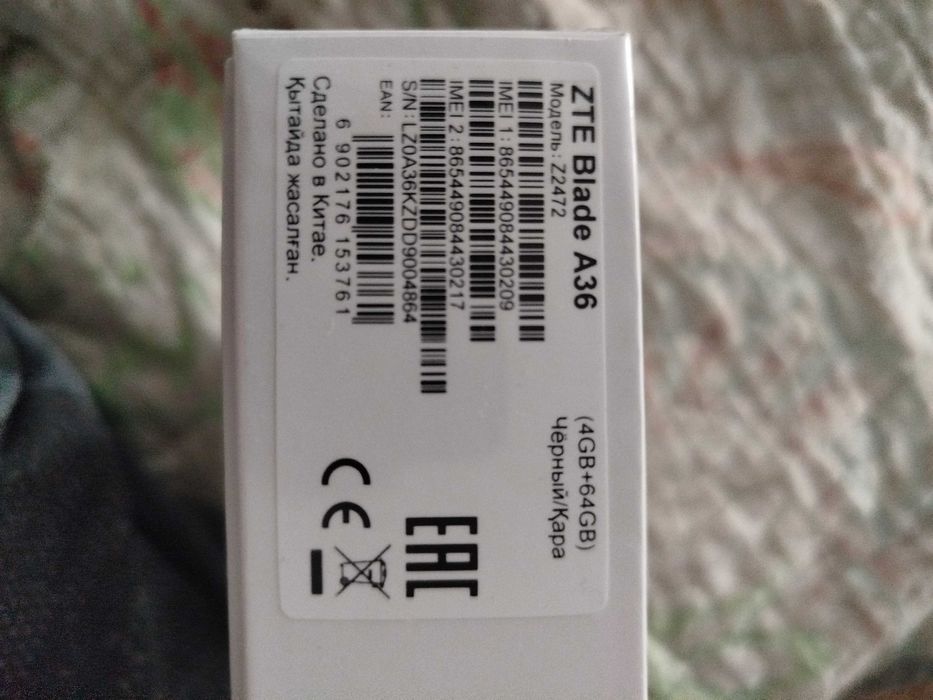 ZTE Blade A36
(4GB+64GB)
Модель: Z2472
Чёрный/Қара
IMEI 1: 865449084430209
IMEI 2: 865449084430217
S/N: LZ0A36KZDD9004864
EAN:
6 902176 153761
Сделано в Китае.
Қытайда жасалған.
EAC
CE